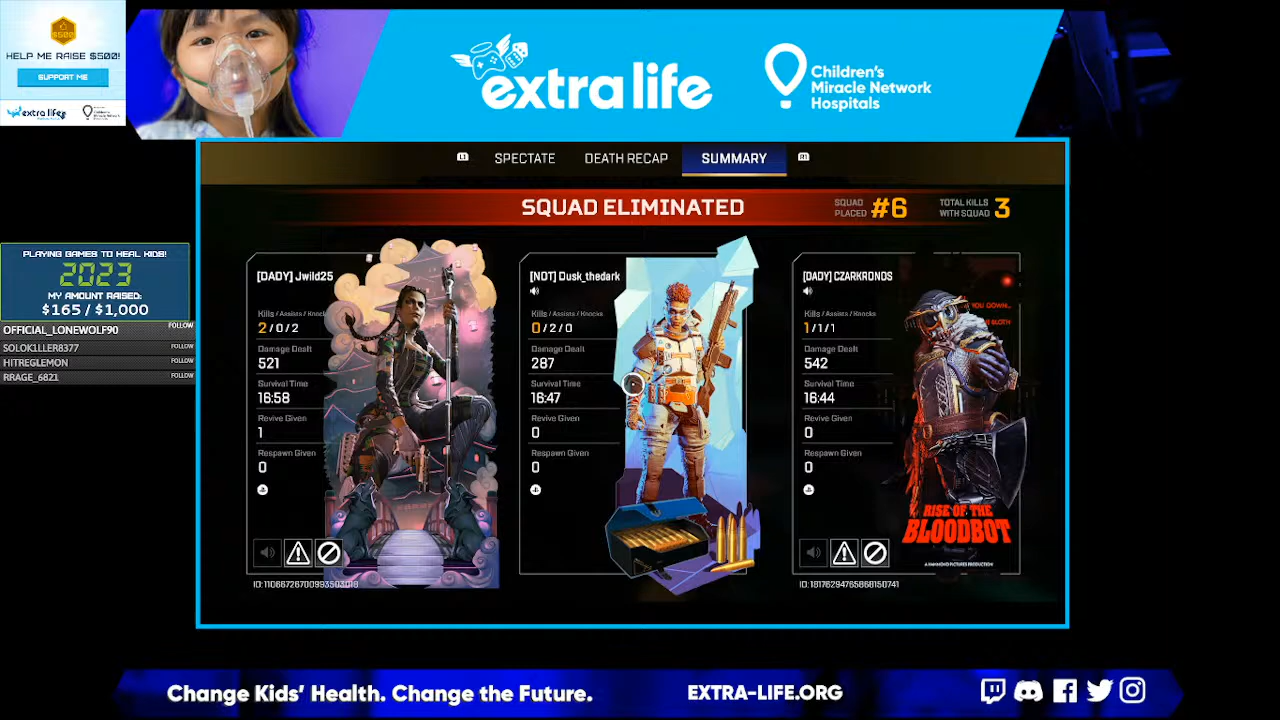 $500
HELP ME RAISE $500!
SUPPORT ME
extra life
extra life
Children's
Miracle Network
Hospitals
L1
SPECTATE
DEATH RECAP
SUMMARY
R1
SQUAD ELIMINATED
SQUAD
PLACED #6
TOTAL KILLS
WITH SQUAD 3
PLAYING GAMES TO HEAL KIDS!
2023
MY AMOUNT RAISED:
$165 / $1,000
OFFICIAL_LONEWOLF90 FOLLOW
SOLOK1LLER8377 FOLLOW
HITREGLEMON FOLLOW
RRAGE_6821 FOLLOW
[DADY] Jwild25
Kills / Assists / Knock
2 / 0 / 2
Damage Dealt
521
Survival Time
16:58
Revive Given
1
Respawn Given
0
[NOT] Dusk_thedark
Kills / Assists / Knocks
0 / 2 / 0
Damage Dealt
287
Survival Time
16:47
Revive Given
0
Respawn Given
0
[DADY] CZARKRONOS
Kills / Assists / Knocks
1 / 1 / 1
Damage Dealt
542
Survival Time
16:44
Revive Given
0
Respawn Given
0
YOU DOWN...
RISE OF THE
BLOODBOT
Change Kids' Health. Change the Future.
EXTRA-LIFE.ORG